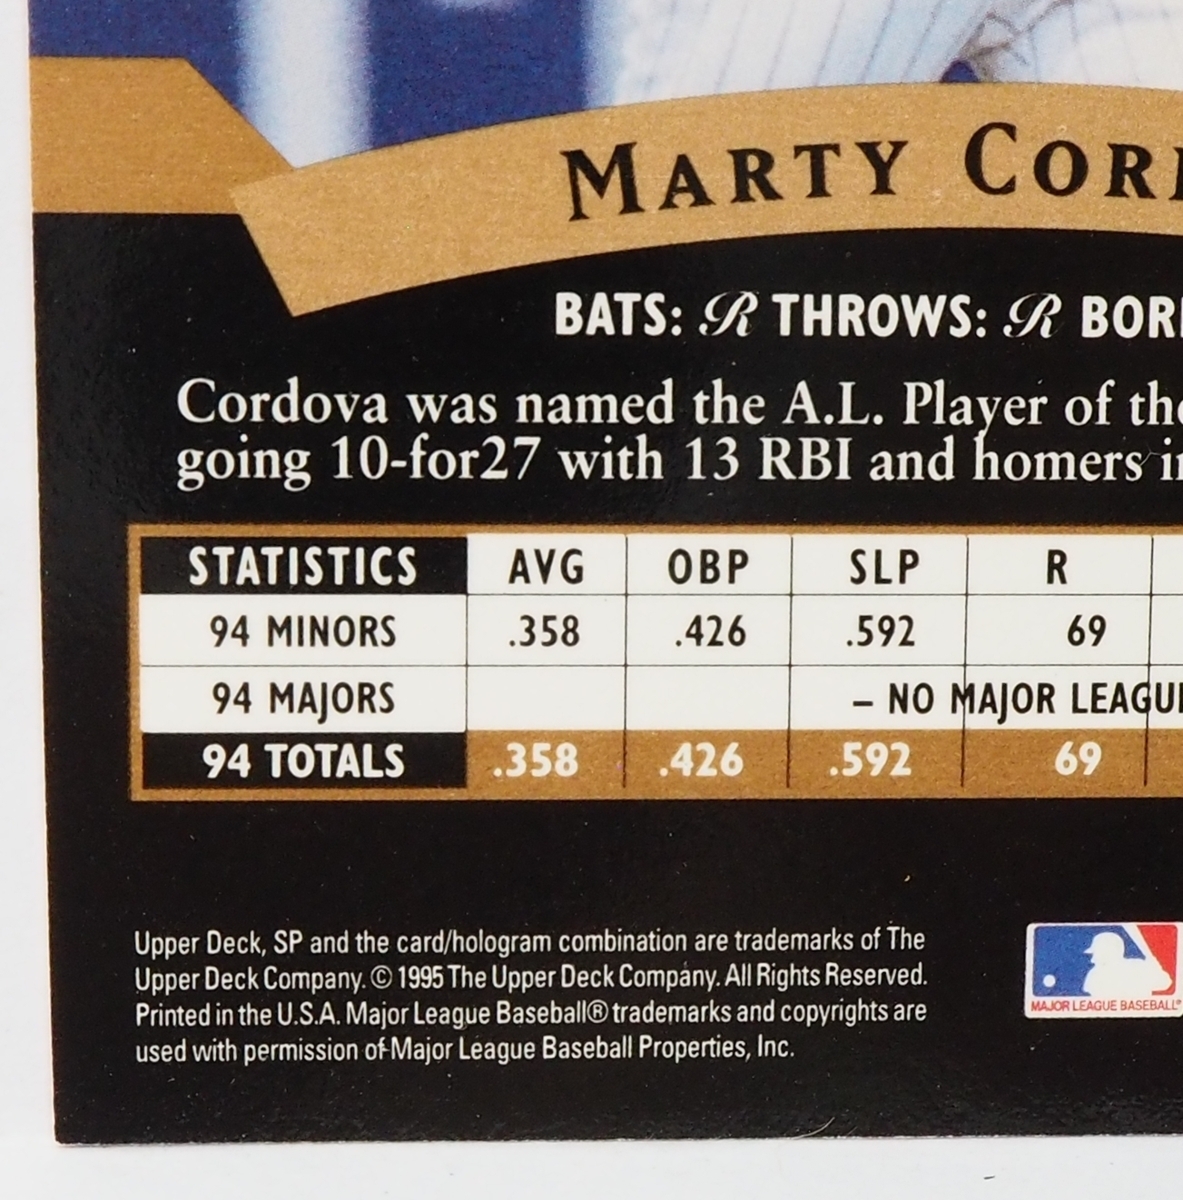 MARTY COR
BATS: R THROWS: R BOR
Cordova was named the A.L. Player of the
going 10-for27 with 13 RBI and homers in
STATISTICS AVG OBP SLP R
94 MINORS .358 .426 .592 69
94 MAJORS – NO MAJOR LEAGUE
94 TOTALS .358 .426 .592 69
Upper Deck, SP and the card/hologram combination are trademarks of The
Upper Deck Company. © 1995 The Upper Deck Company. All Rights Reserved.
Printed in the U.S.A. Major League Baseball® trademarks and copyrights are
used with permission of Major League Baseball Properties, Inc.
MAJOR LEAGUE BASEBALL®